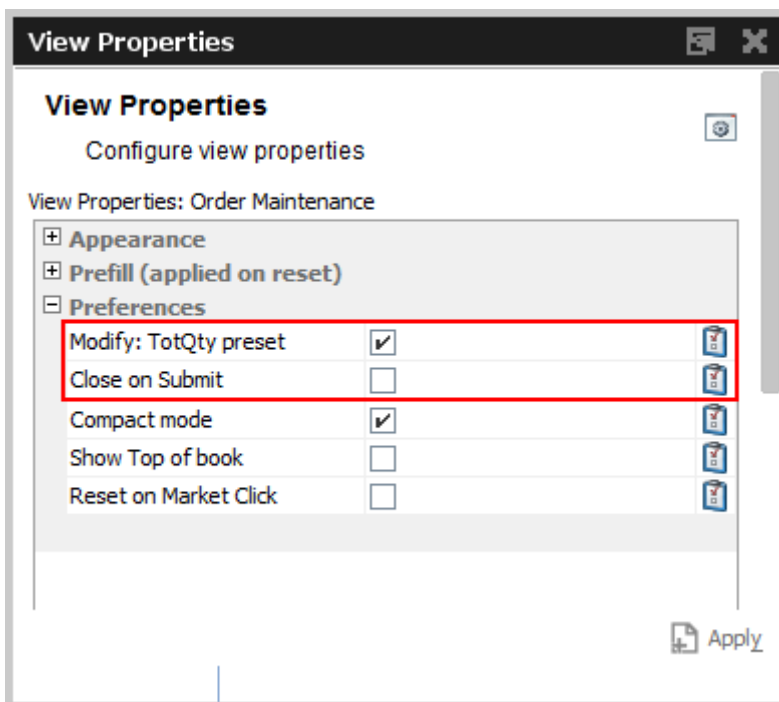 View Properties
View Properties
Configure view properties
View Properties: Order Maintenance
Appearance
Prefill (applied on reset)
Preferences
Modify: TotQty preset
Close on Submit
Compact mode
Show Top of book
Reset on Market Click
Apply